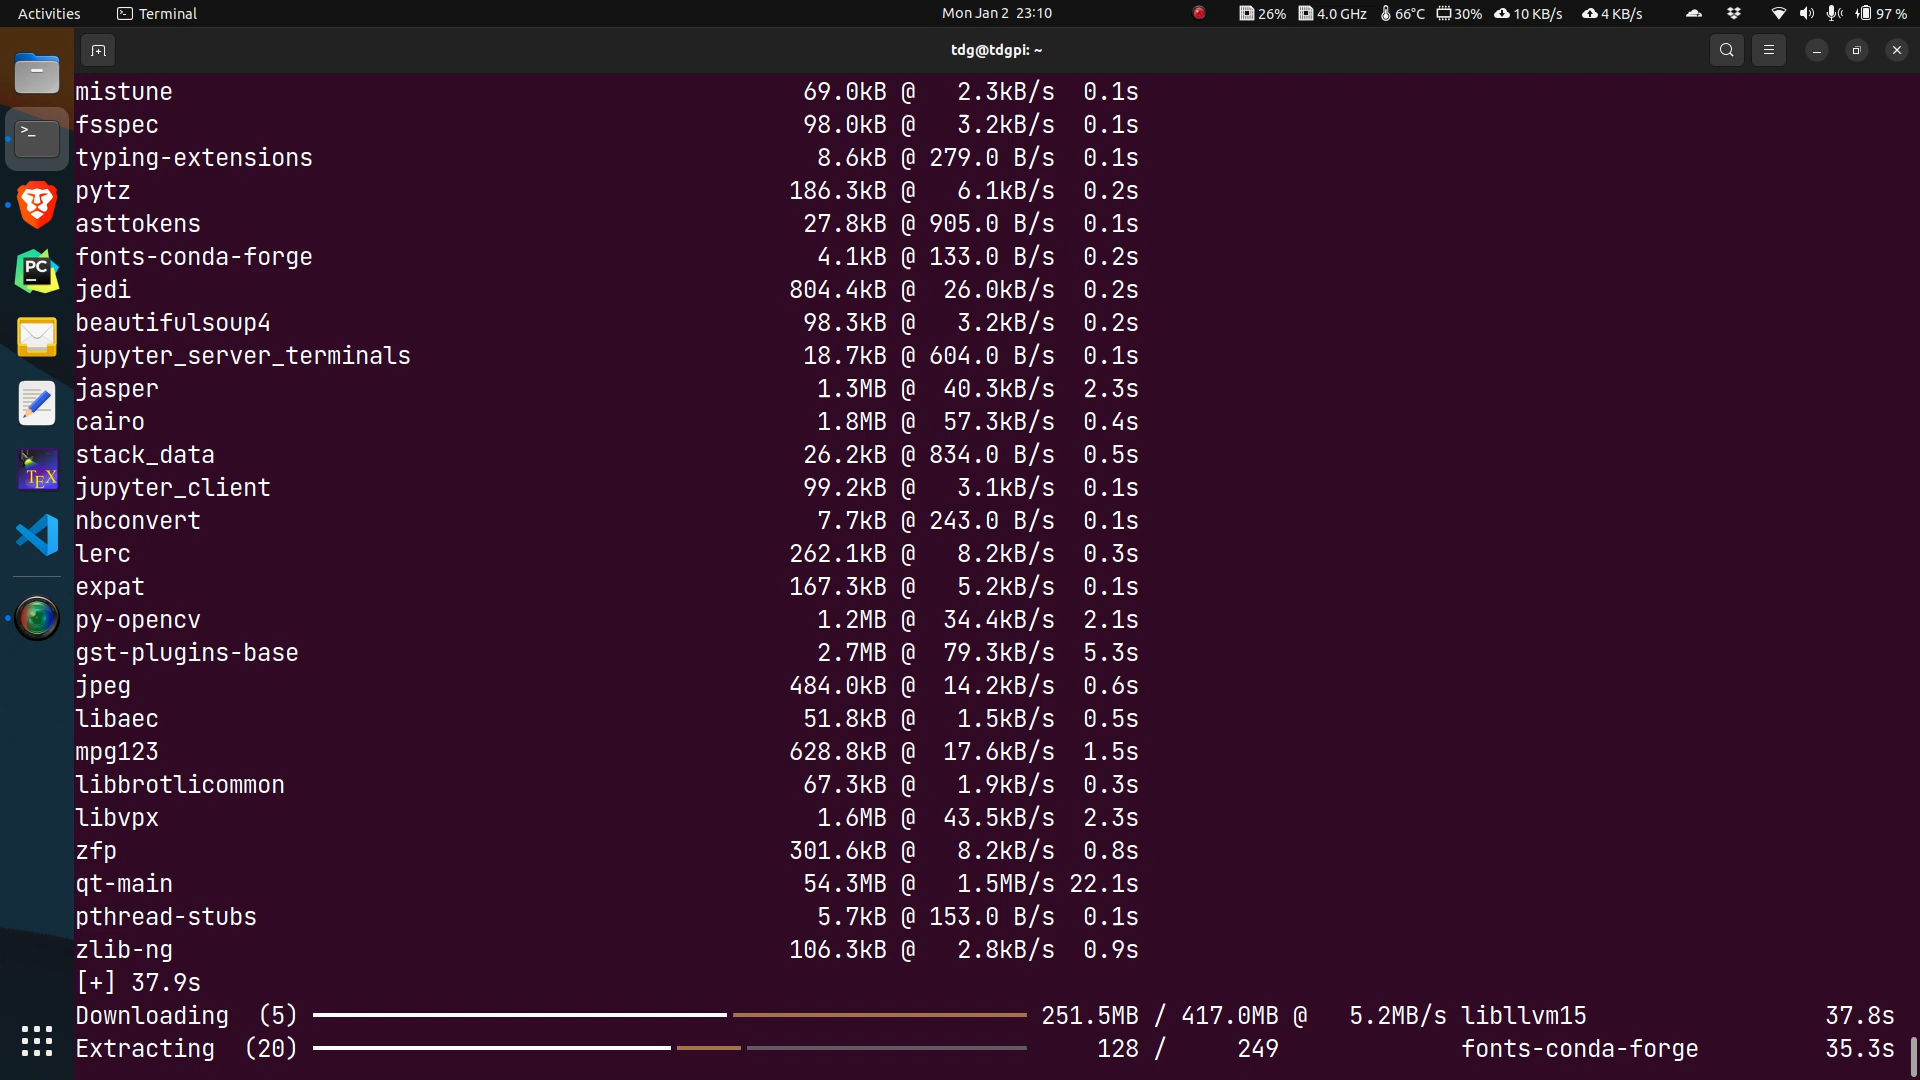 Activities Terminal Mon Jan 2 23:10 26% 4.0 GHz 66°C 30% 10 KB/s 4 KB/s 97 %
tdg@tdgpi: ~
mistune 69.0kB @ 2.3kB/s 0.1s
fsspec 98.0kB @ 3.2kB/s 0.1s
typing-extensions 8.6kB @ 279.0 B/s 0.1s
pytz 186.3kB @ 6.1kB/s 0.2s
asttokens 27.8kB @ 905.0 B/s 0.1s
fonts-conda-forge 4.1kB @ 133.0 B/s 0.2s
jedi 804.4kB @ 26.0kB/s 0.2s
beautifulsoup4 98.3kB @ 3.2kB/s 0.2s
jupyter_server_terminals 18.7kB @ 604.0 B/s 0.1s
jasper 1.3MB @ 40.3kB/s 2.3s
cairo 1.8MB @ 57.3kB/s 0.4s
stack_data 26.2kB @ 834.0 B/s 0.5s
jupyter_client 99.2kB @ 3.1kB/s 0.1s
nbconvert 7.7kB @ 243.0 B/s 0.1s
lerc 262.1kB @ 8.2kB/s 0.3s
expat 167.3kB @ 5.2kB/s 0.1s
py-opencv 1.2MB @ 34.4kB/s 2.1s
gst-plugins-base 2.7MB @ 79.3kB/s 5.3s
jpeg 484.0kB @ 14.2kB/s 0.6s
libaec 51.8kB @ 1.5kB/s 0.5s
mpg123 628.8kB @ 17.6kB/s 1.5s
libbrotlicommon 67.3kB @ 1.9kB/s 0.3s
libvpx 1.6MB @ 43.5kB/s 2.3s
zfp 301.6kB @ 8.2kB/s 0.8s
qt-main 54.3MB @ 1.5MB/s 22.1s
pthread-stubs 5.7kB @ 153.0 B/s 0.1s
zlib-ng 106.3kB @ 2.8kB/s 0.9s
[+] 37.9s
Downloading (5) 251.5MB / 417.0MB @ 5.2MB/s libllvm15 37.8s
Extracting (20) 128 / 249 fonts-conda-forge 35.3s
>_
PC
TEX